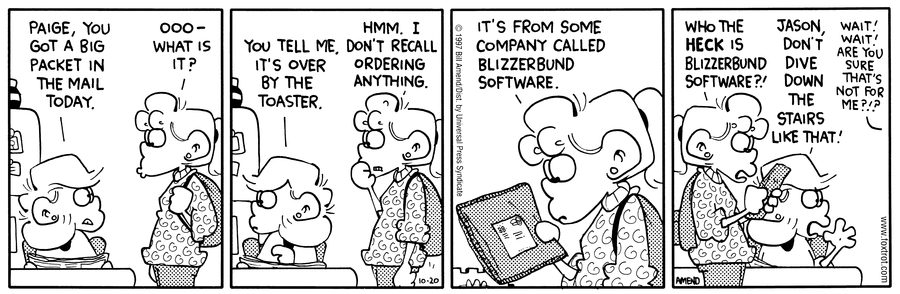 PAIGE, YOU
GOT A BIG
PACKET IN
THE MAIL
TODAY.
OOO-
WHAT IS
IT?
YOU TELL ME,
IT'S OVER
BY THE
TOASTER.
HMM. I
DON'T RECALL
ORDERING
ANYTHING.
10-20
© 1997 Bill Amend/Dist. by Universal Press Syndicate
IT'S FROM SOME
COMPANY CALLED
BLIZZERBUND
SOFTWARE.
WHO THE
HECK IS
BLIZZERBUND
SOFTWARE?!
JASON,
DON'T
DIVE
DOWN
THE
STAIRS
LIKE THAT!
WAIT!
WAIT!
ARE YOU
SURE
THAT'S
NOT FOR
ME?!?
AMEND
www.foxtrot.com